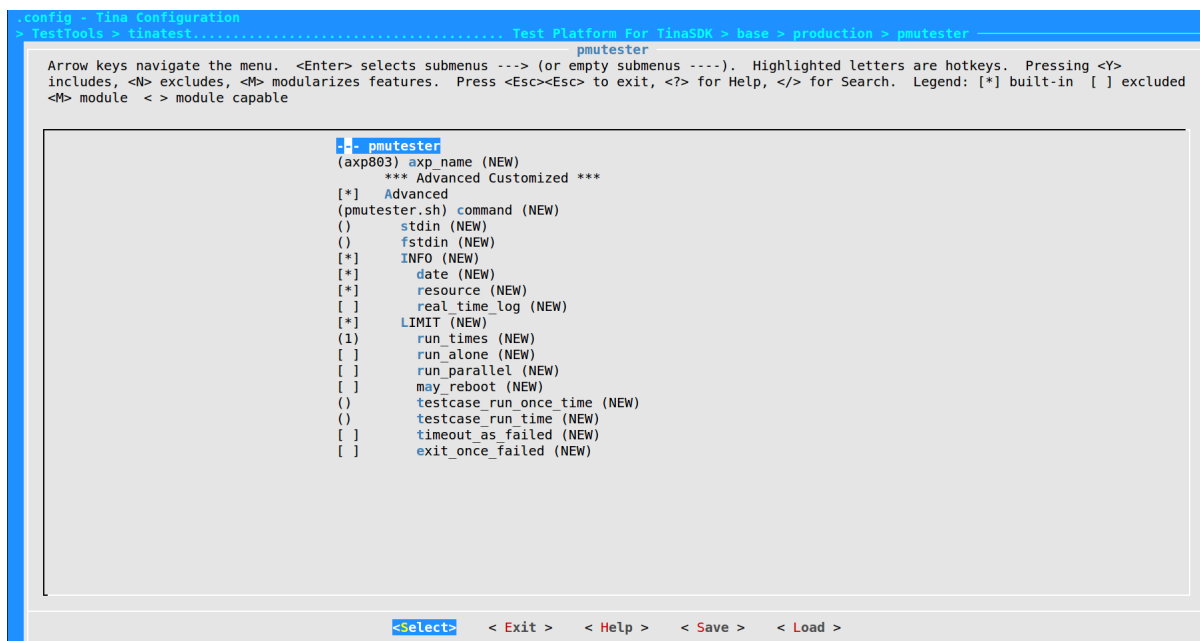 .config - Tina Configuration
> TestTools > tinatest...................................... Test Platform For TinaSDK > base > production > pmutester
pmutester
Arrow keys navigate the menu.  <Enter> selects submenus ---> (or empty submenus ----).  Highlighted letters are hotkeys.  Pressing <Y>
includes, <N> excludes, <M> modularizes features.  Press <Esc><Esc> to exit, <?> for Help, </> for Search.  Legend: [*] built-in  [ ] excluded
<M> module  < > module capable
--- pmutester
(axp803) axp_name (NEW)
*** Advanced Customized ***
[*]   Advanced
(pmutester.sh) command (NEW)
()      stdin (NEW)
()      fstdin (NEW)
[*]     INFO (NEW)
[*]       date (NEW)
[*]       resource (NEW)
[ ]       real_time_log (NEW)
[*]     LIMIT (NEW)
(1)       run_times (NEW)
[ ]       run_alone (NEW)
[ ]       run_parallel (NEW)
[ ]       may_reboot (NEW)
()        testcase_run_once_time (NEW)
()        testcase_run_time (NEW)
[ ]       timeout_as_failed (NEW)
[ ]       exit_once_failed (NEW)
<Select>    < Exit >    < Help >    < Save >    < Load >